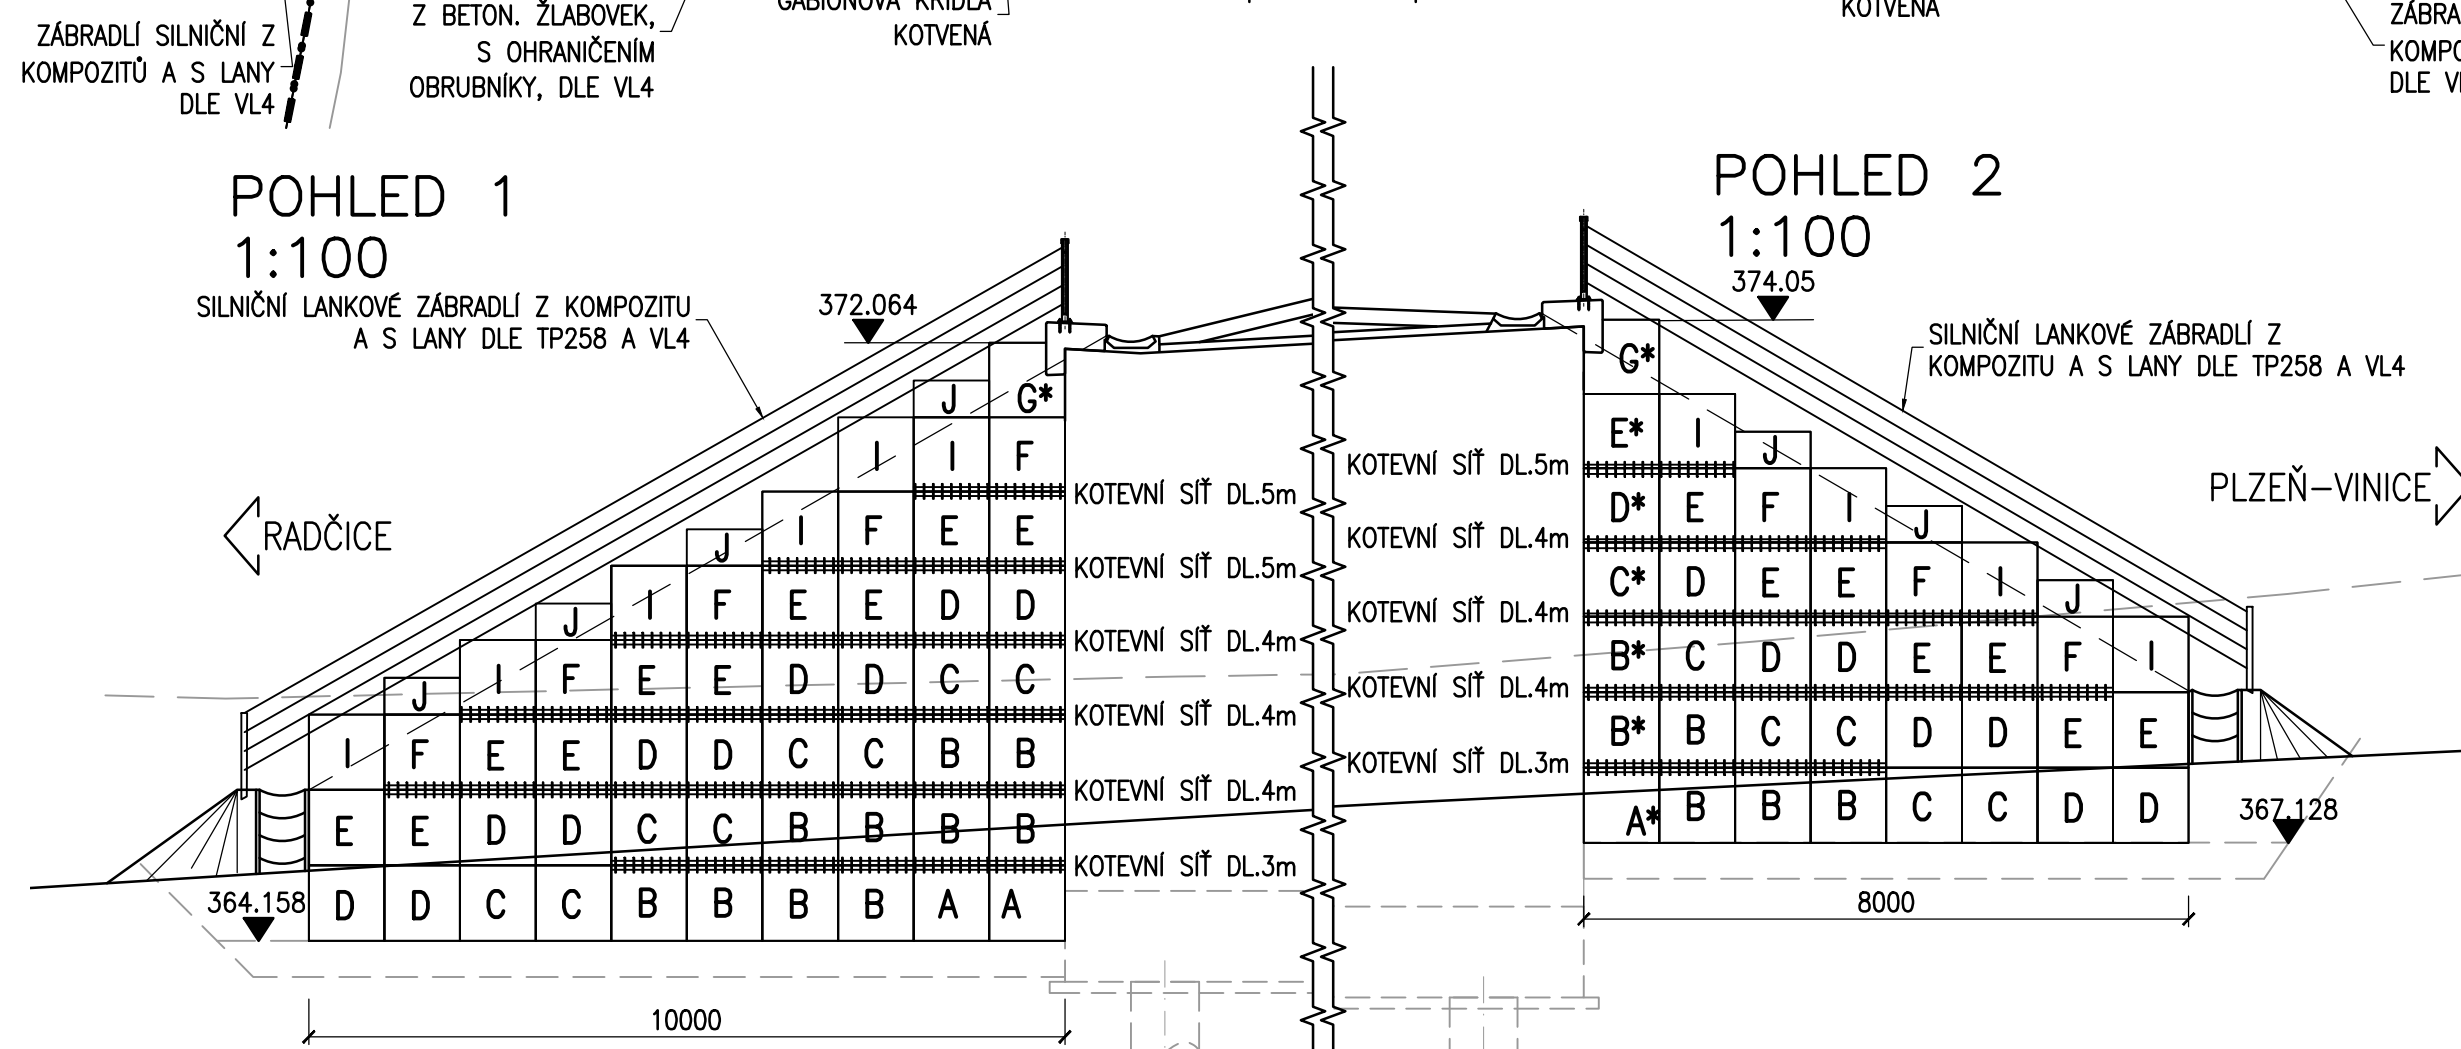 ZÁBRADLÍ SILNIČNÍ Z
KOMPOZITŮ A S LANY
DLE VL4
Z BETON. ŽLABOVEK,
S OHRANIČENÍM
OBRUBNÍKY, DLE VL4
GABIONOVÁ KŘÍDLA
KOTVENÁ
KOTVENÁ
DLE
POHLED 1
1:100
SILNIČNÍ LANKOVÉ ZÁBRADLÍ Z KOMPOZITU
A S LANY DLE TP258 A VL4
372.064
RADČICE
J G*
I I F
KOTEVNÍ SÍŤ DL.5m
J I F E E
KOTEVNÍ SÍŤ DL.5m
I F E E D D
KOTEVNÍ SÍŤ DL.4m
J
I F E E D D C C
KOTEVNÍ SÍŤ DL.4m
J
I F E E D D C C B B
KOTEVNÍ SÍŤ DL.4m
E E D D C C B B B B
KOTEVNÍ SÍŤ DL.3m
364.158
D D C C B B B B A A
10000
POHLED 2
1:100
374.05
SILNIČNÍ LANKOVÉ ZÁBRADLÍ Z
KOMPOZITU A S LANY DLE TP258 A VL4
PLZEŇ-VINICE
G*
E* I J
KOTEVNÍ SÍŤ DL.5m
D* E F I J
KOTEVNÍ SÍŤ DL.4m
C* D E E F I J
KOTEVNÍ SÍŤ DL.4m
B* C D D E E F I
KOTEVNÍ SÍŤ DL.4m
B* B C C D D E E
KOTEVNÍ SÍŤ DL.3m
A* B B B C C D D
367.128
8000